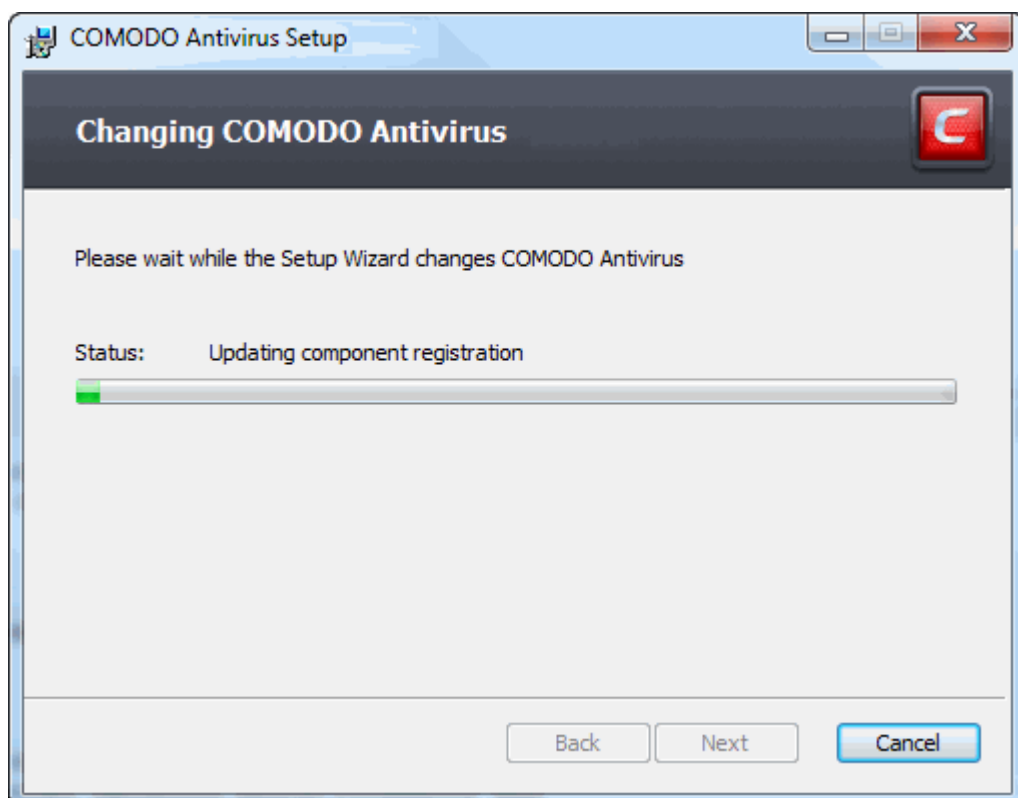 COMODO Antivirus Setup
Changing COMODO Antivirus
Please wait while the Setup Wizard changes COMODO Antivirus
Status: Updating component registration
Back Next Cancel